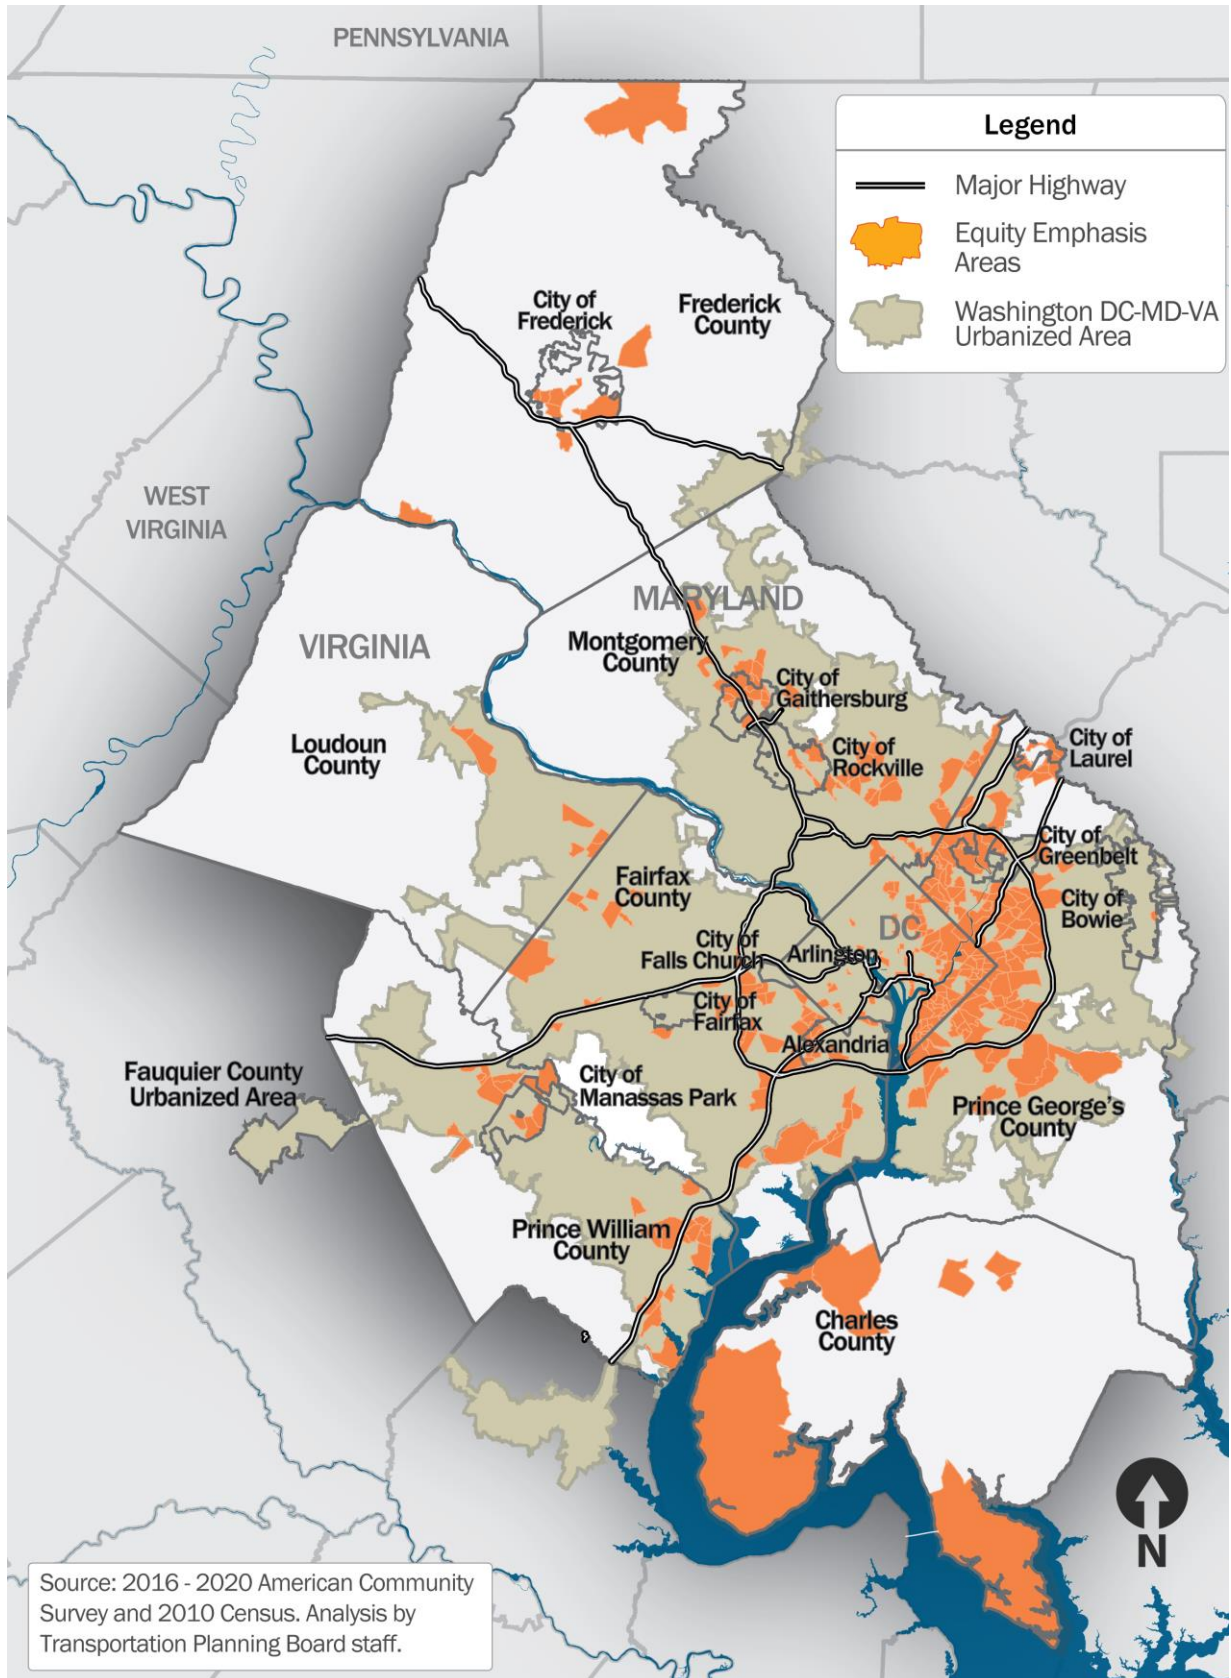 PENNSYLVANIA
Legend
Major Highway
Equity Emphasis
Areas
Washington DC-MD-VA
Urbanized Area
City of
Frederick
Frederick
County
WEST
VIRGINIA
MARYLAND
VIRGINIA
Montgomery
County
City of
Gaithersburg
Loudoun
County
City of
Rockville
City of
Laurel
City of
Greenbelt
Fairfax
County
City of
Bowie
DC
City of
Falls Church
Arlington
City of
Fairfax
Alexandria
Fauquier County
Urbanized Area
City of
Manassas Park
Prince George's
County
Prince William
County
Charles
County
N
Source: 2016 - 2020 American Community
Survey and 2010 Census. Analysis by
Transportation Planning Board staff.